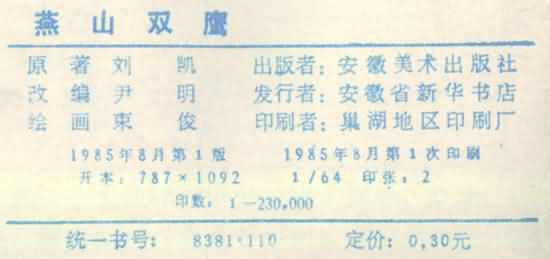 燕山双鹰
原著刘凯 出版者:安徽美术出版社
改编尹明 发行者:安徽省新华书店
绘画束俊 印刷者:巢湖地区印刷厂
1985年8月第1版 1985年8月第1次印刷
开本:787×1092 1/64 印张:2
印数:1—230,000
统一书号:8381·110 定价:0,30元